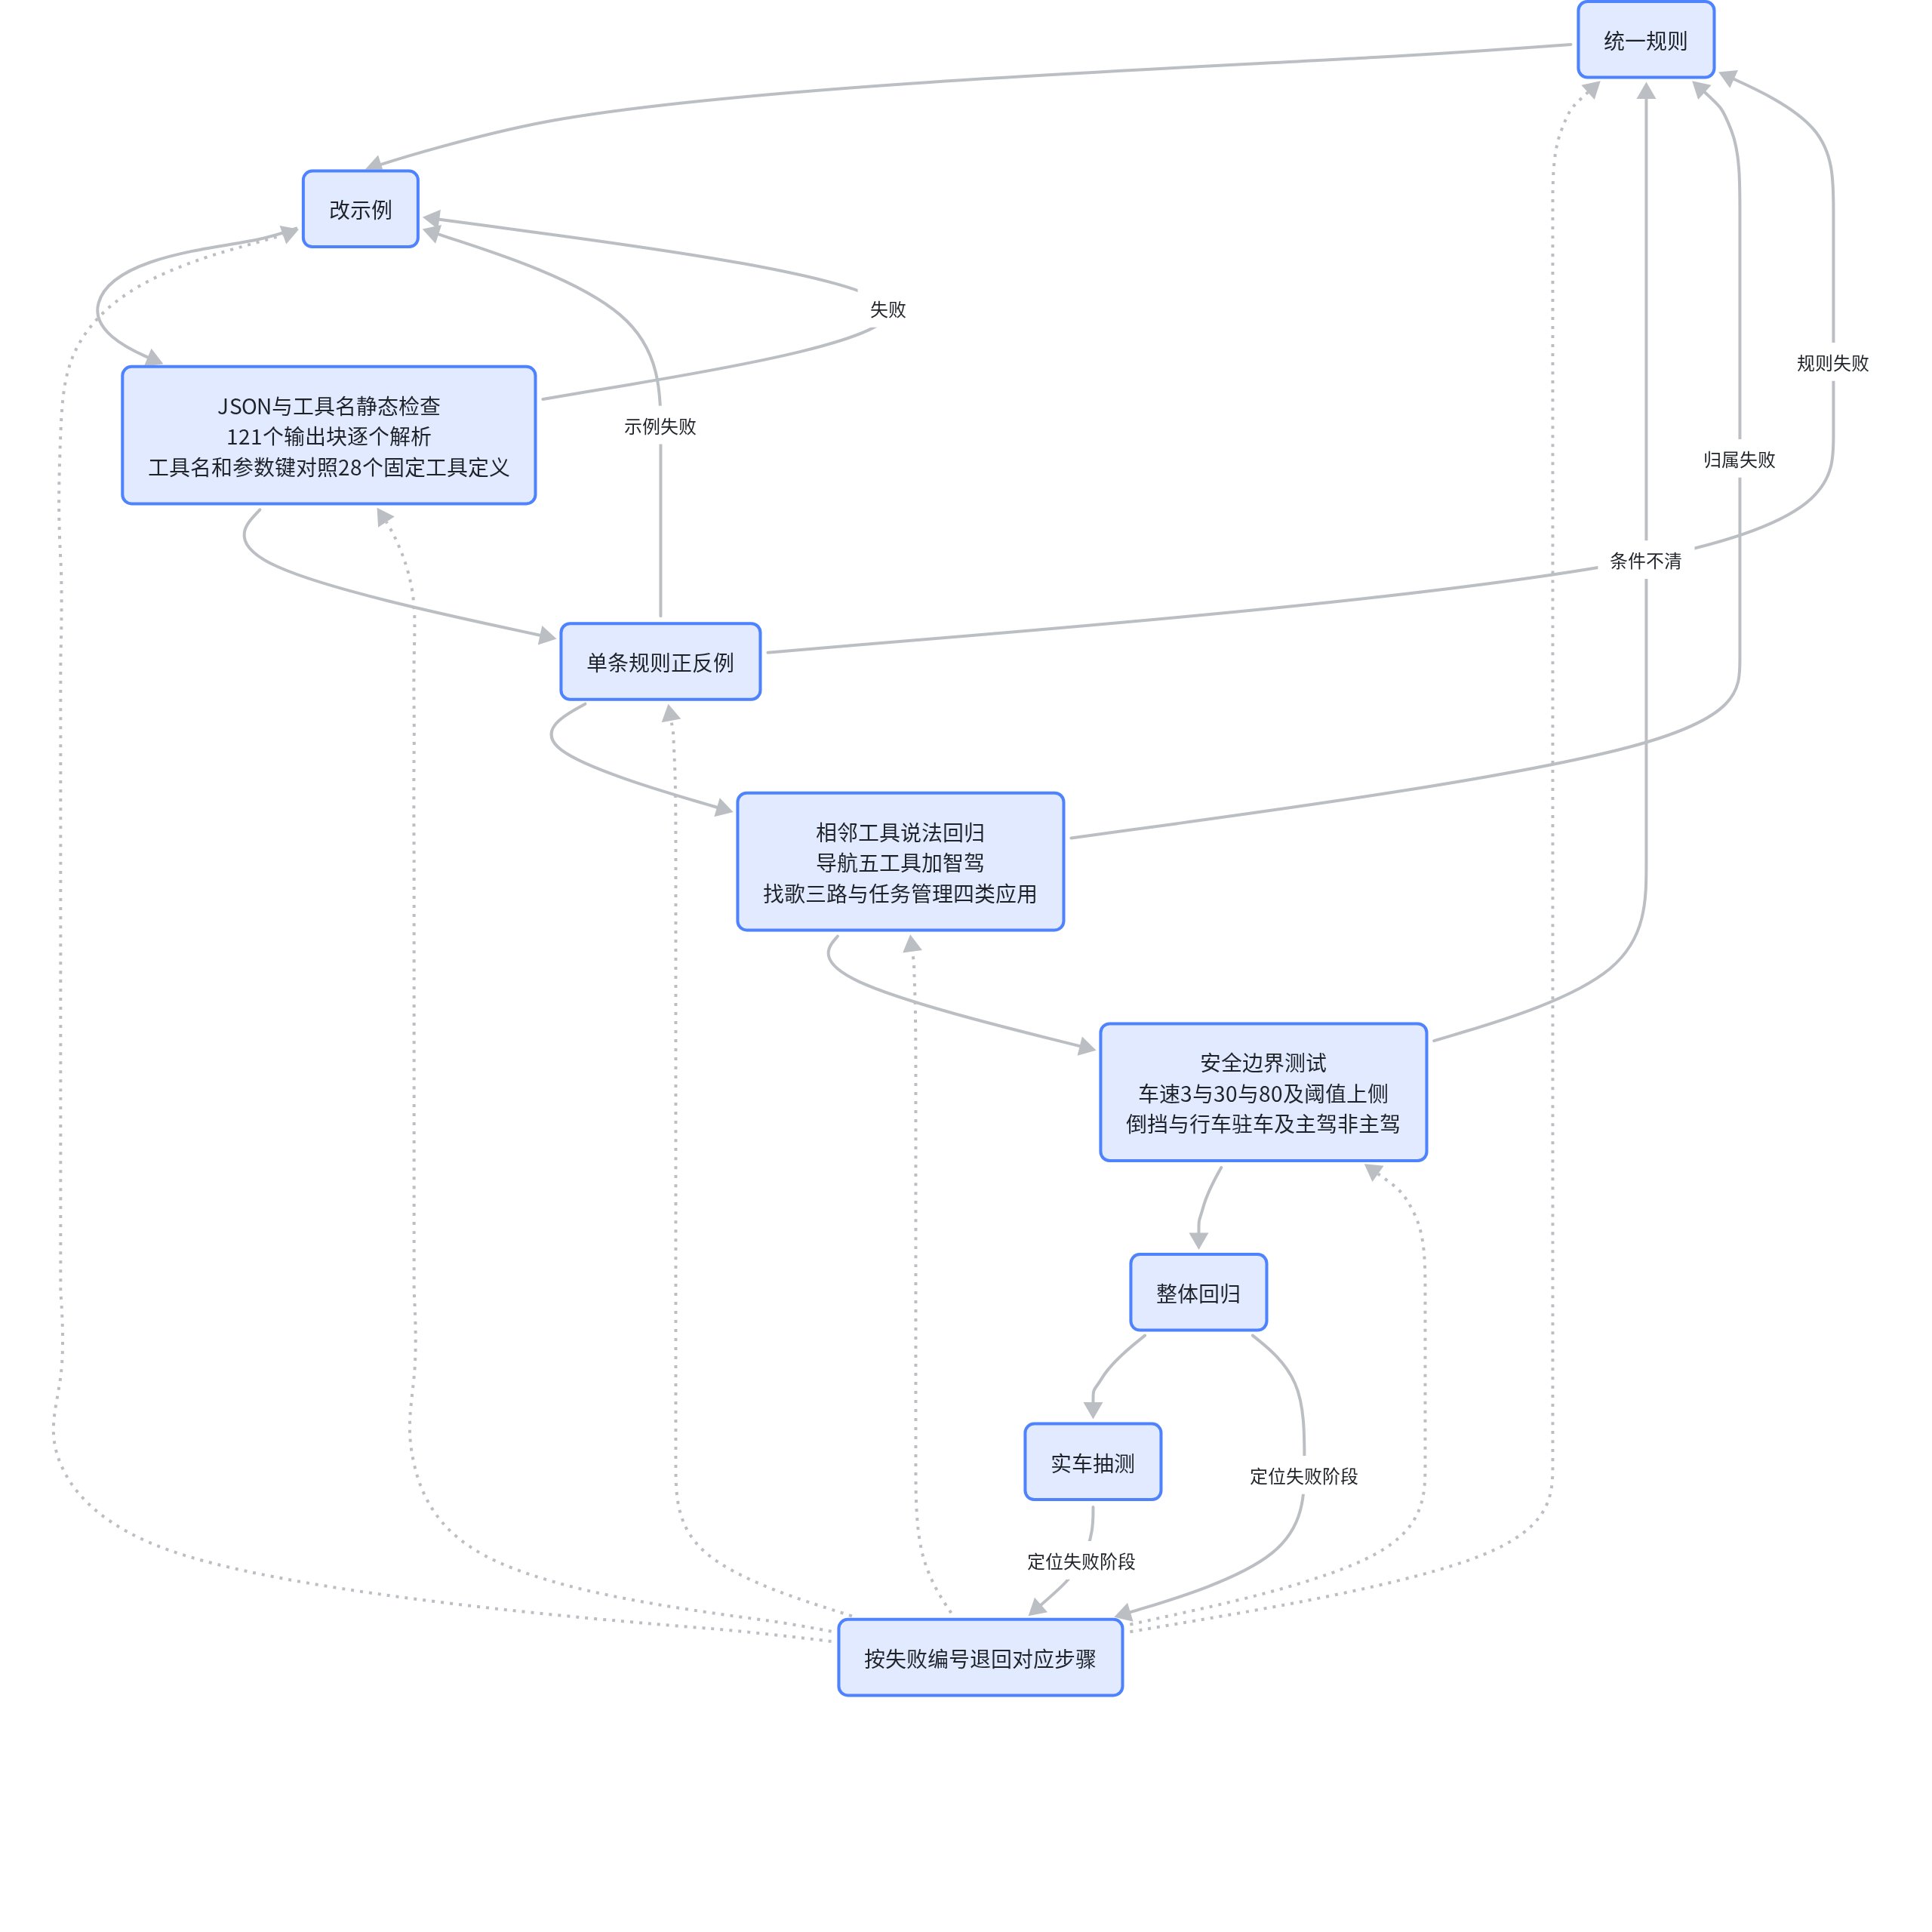 统一规则
改示例
失败
规则失败
JSON与工具名静态检查
121个输出块逐个解析
工具名和参数键对照28个固定工具定义
示例失败
归属失败
条件不清
单条规则正反例
相邻工具说法回归
导航五工具加智驾
找歌三路与任务管理四类应用
安全边界测试
车速3与30与80及阈值上侧
倒挡与行车驻车及主驾非主驾
整体回归
实车抽测
定位失败阶段
定位失败阶段
按失败编号退回对应步骤